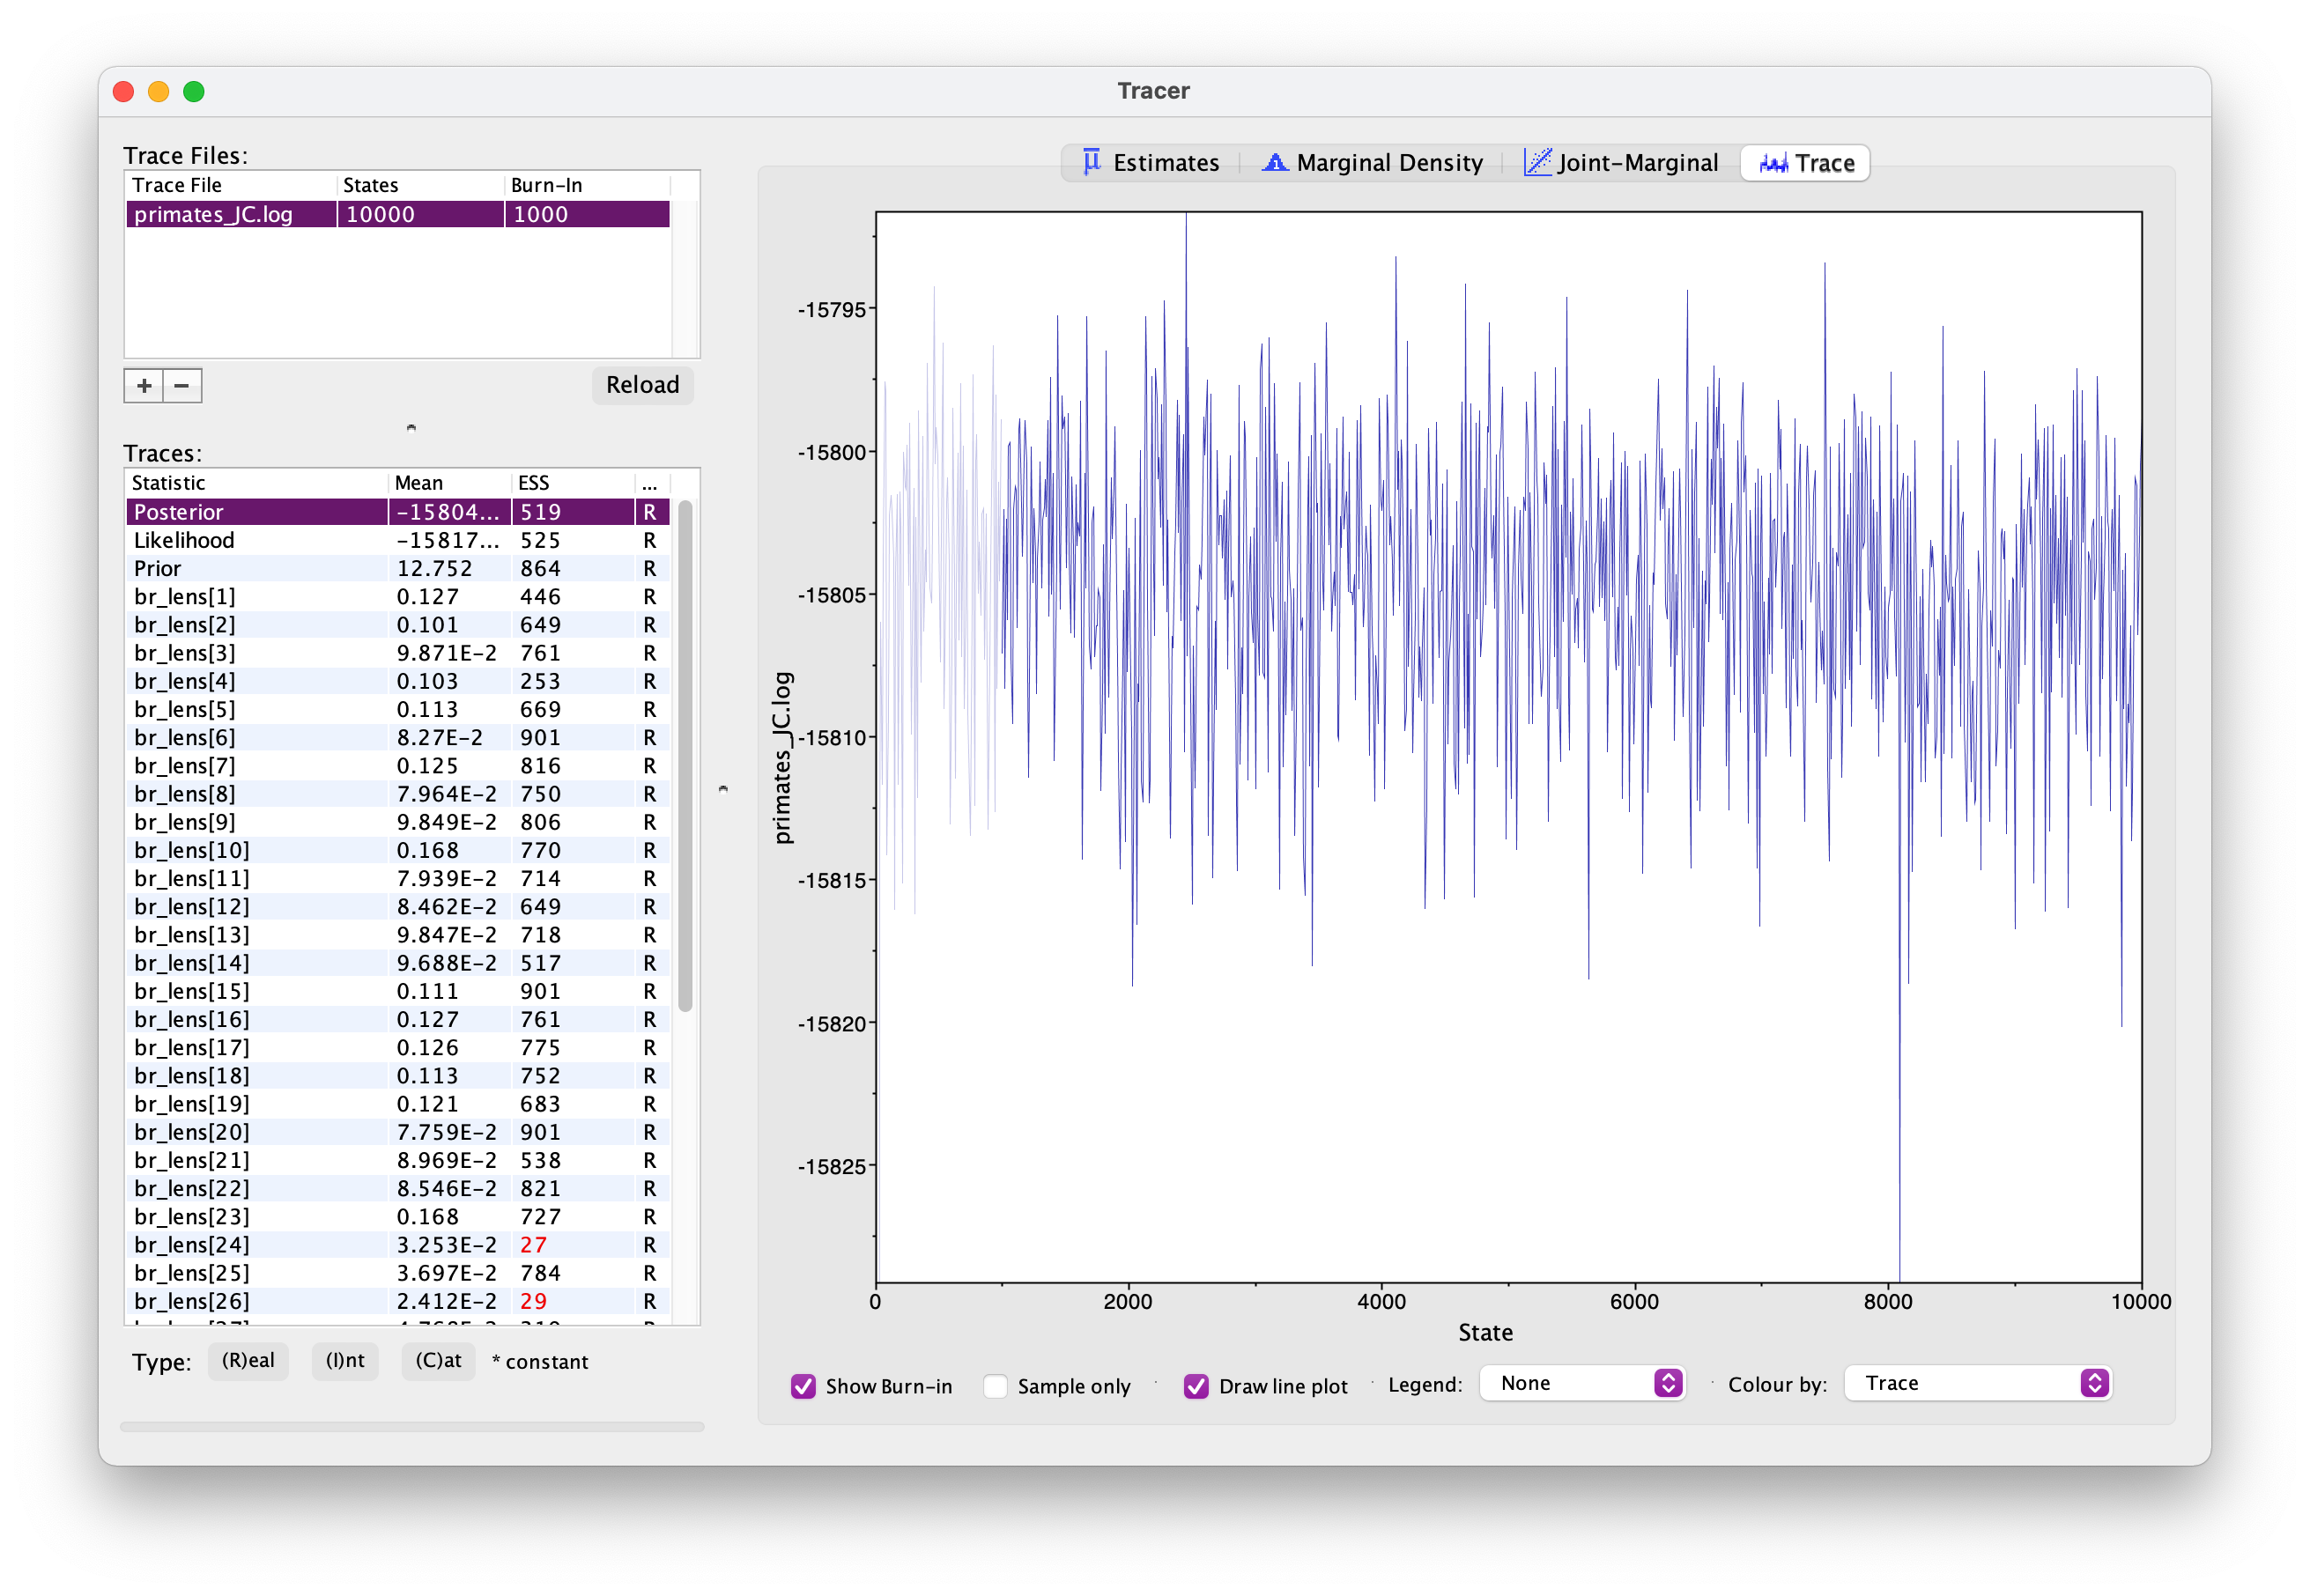 Tracer
Trace Files:
Trace File States Burn-In
primates_JC.log 10000 1000
+ −
Reload
Traces:
Statistic Mean ESS ...
Posterior −15804... 519 R
Likelihood −15817... 525 R
Prior 12.752 864 R
br_lens[1] 0.127 446 R
br_lens[2] 0.101 649 R
br_lens[3] 9.871E−2 761 R
br_lens[4] 0.103 253 R
br_lens[5] 0.113 669 R
br_lens[6] 8.27E−2 901 R
br_lens[7] 0.125 816 R
br_lens[8] 7.964E−2 750 R
br_lens[9] 9.849E−2 806 R
br_lens[10] 0.168 770 R
br_lens[11] 7.939E−2 714 R
br_lens[12] 8.462E−2 649 R
br_lens[13] 9.847E−2 718 R
br_lens[14] 9.688E−2 517 R
br_lens[15] 0.111 901 R
br_lens[16] 0.127 761 R
br_lens[17] 0.126 775 R
br_lens[18] 0.113 752 R
br_lens[19] 0.121 683 R
br_lens[20] 7.759E−2 901 R
br_lens[21] 8.969E−2 538 R
br_lens[22] 8.546E−2 821 R
br_lens[23] 0.168 727 R
br_lens[24] 3.253E−2 27 R
br_lens[25] 3.697E−2 784 R
br_lens[26] 2.412E−2 29 R
Type: (R)eal (I)nt (C)at * constant
Estimates Marginal Density Joint-Marginal Trace
primates_JC.log
-15795
-15800
-15805
-15810
-15815
-15820
-15825
0 2000 4000 6000 8000 10000
State
Show Burn-in Sample only Draw line plot Legend: None Colour by: Trace